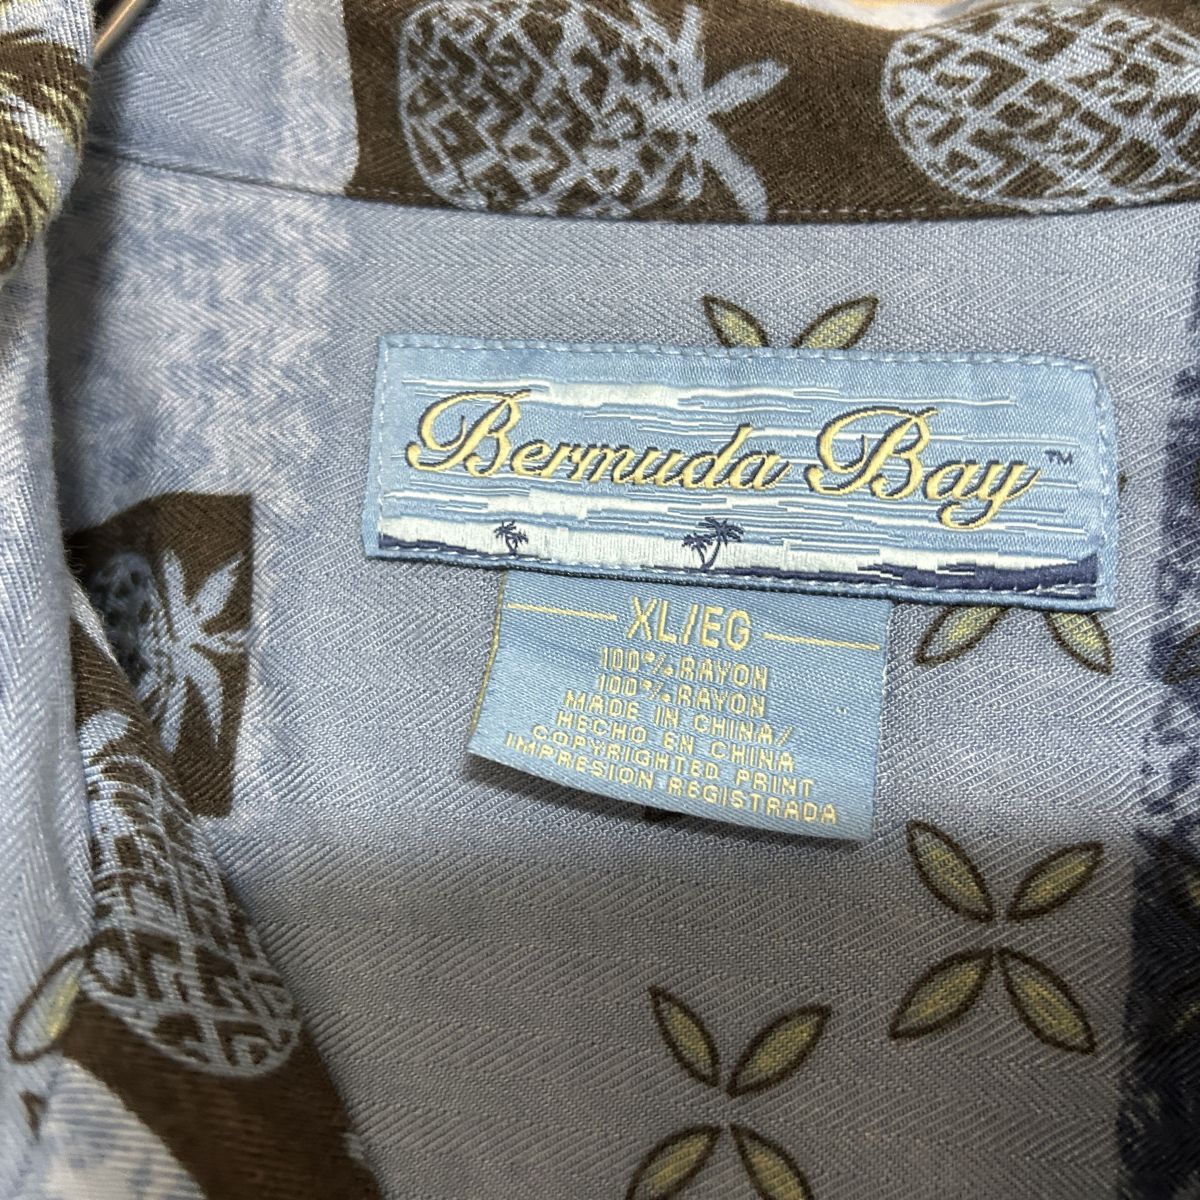 Bermuda Bay™
XL/EG
100% RAYON
100% RAYON
MADE IN CHINA/
HECHO EN CHINA
COPYRIGHTED PRINT
IMPRESION REGISTRADA